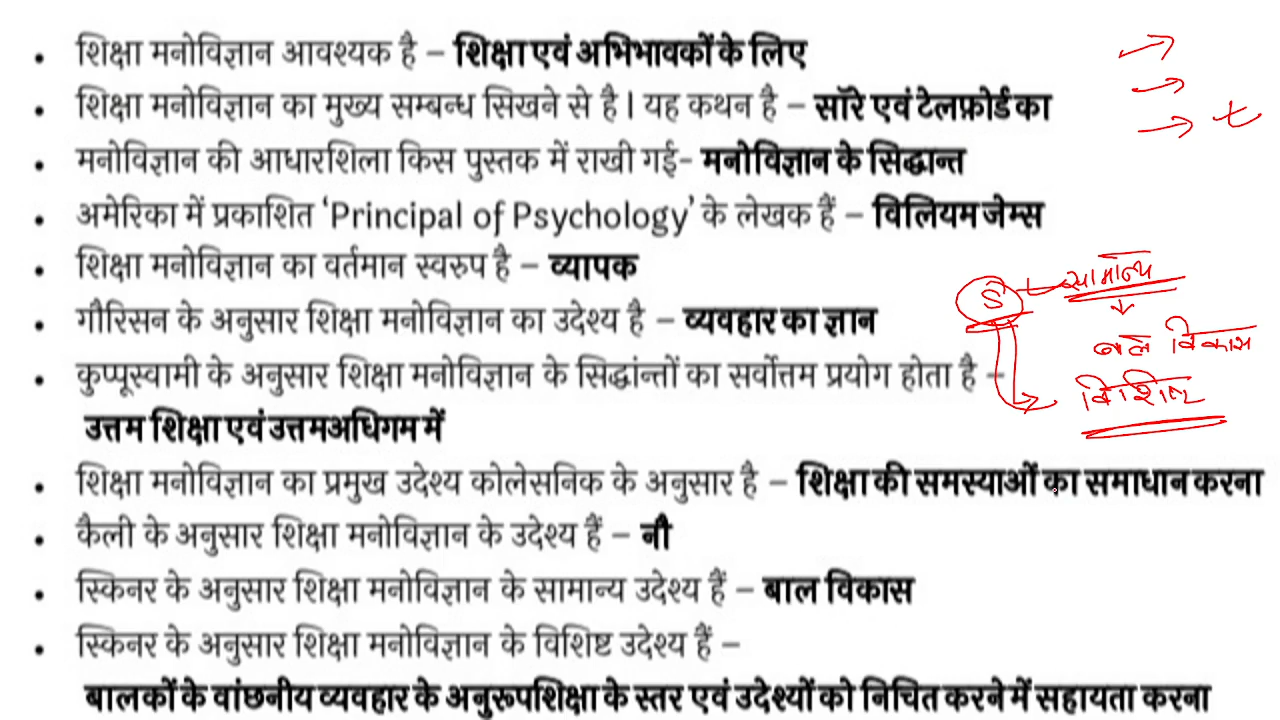 • शिक्षा मनोविज्ञान आवश्यक है – शिक्षा एवं अभिभावकों के लिए
• शिक्षा मनोविज्ञान का मुख्य सम्बन्ध सिखने से है। यह कथन है – सॉरे एवं टेलफ़ोर्ड का
• मनोविज्ञान की आधारशिला किस पुस्तक में राखी गई- मनोविज्ञान के सिद्धान्त
• अमेरिका में प्रकाशित ‘Principal of Psychology’ के लेखक हैं – विलियम जेम्स
• शिक्षा मनोविज्ञान का वर्तमान स्वरुप है – व्यापक
• गौरिसन के अनुसार शिक्षा मनोविज्ञान का उदेश्य है – व्यवहार का ज्ञान
• कुप्पूस्वामी के अनुसार शिक्षा मनोविज्ञान के सिद्धांन्तों का सर्वोत्तम प्रयोग होता है –
उत्तम शिक्षा एवं उत्तम अधिगम में
• शिक्षा मनोविज्ञान का प्रमुख उदेश्य कोलेसनिक के अनुसार है – शिक्षा की समस्याओं का समाधान करना
• कैली के अनुसार शिक्षा मनोविज्ञान के उदेश्य हैं – नौ
• स्किनर के अनुसार शिक्षा मनोविज्ञान के सामान्य उदेश्य हैं – बाल विकास
• स्किनर के अनुसार शिक्षा मनोविज्ञान के विशिष्ट उदेश्य हैं –
बालकों के वांछनीय व्यवहार के अनुरूप शिक्षा के स्तर एवं उदेश्यों को निचित करने में सहायता करना
सामान्य
बाल विकास
विशिष्ट